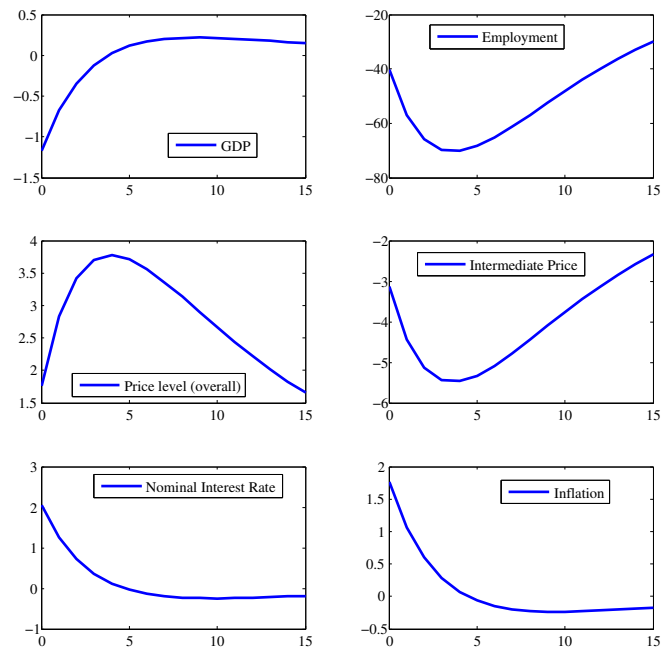 0.5
0
−0.5
−1
−1.5
0 5 10 15
GDP
−20
−40
−60
−80
0 5 10 15
Employment
4
3.5
3
2.5
2
1.5
0 5 10 15
Price level (overall)
−2
−3
−4
−5
−6
0 5 10 15
Intermediate Price
3
2
1
0
−1
0 5 10 15
Nominal Interest Rate
2
1.5
1
0.5
0
−0.5
0 5 10 15
Inflation